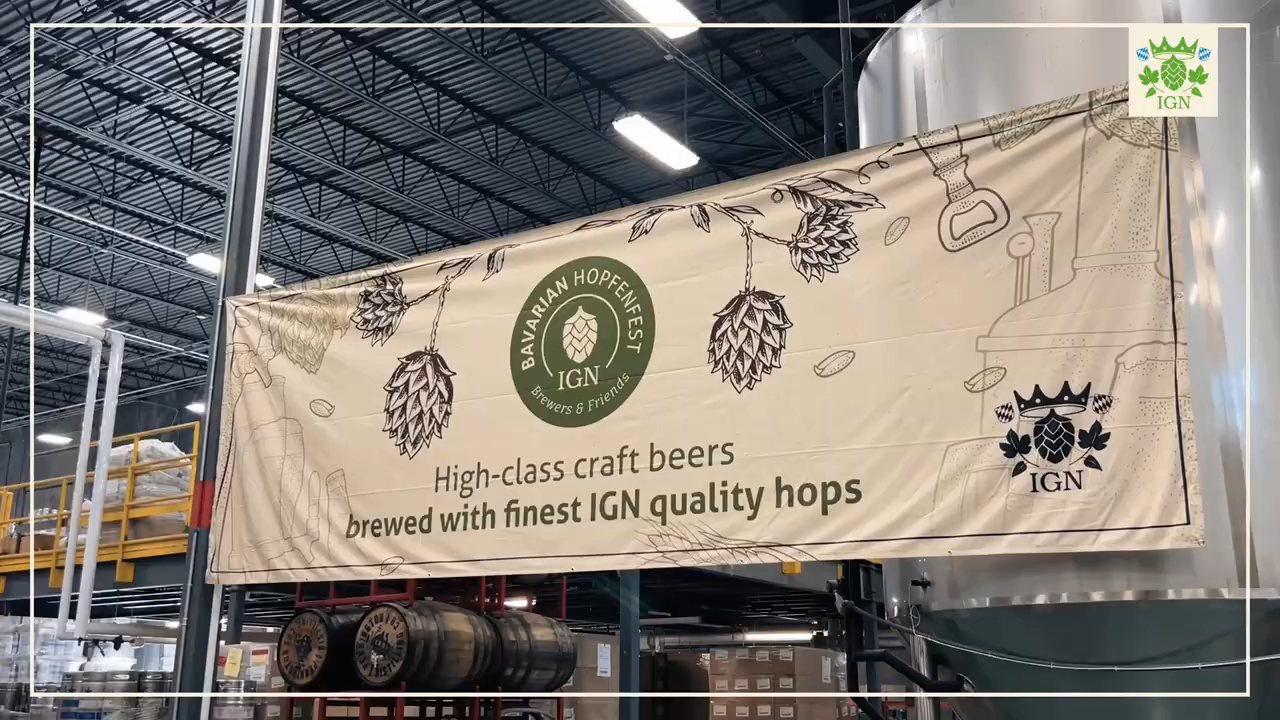 IGN
BAVARIAN HOPFENFEST
IGN
Brewers & Friends
High-class craft beers
brewed with finest IGN quality hops
IGN